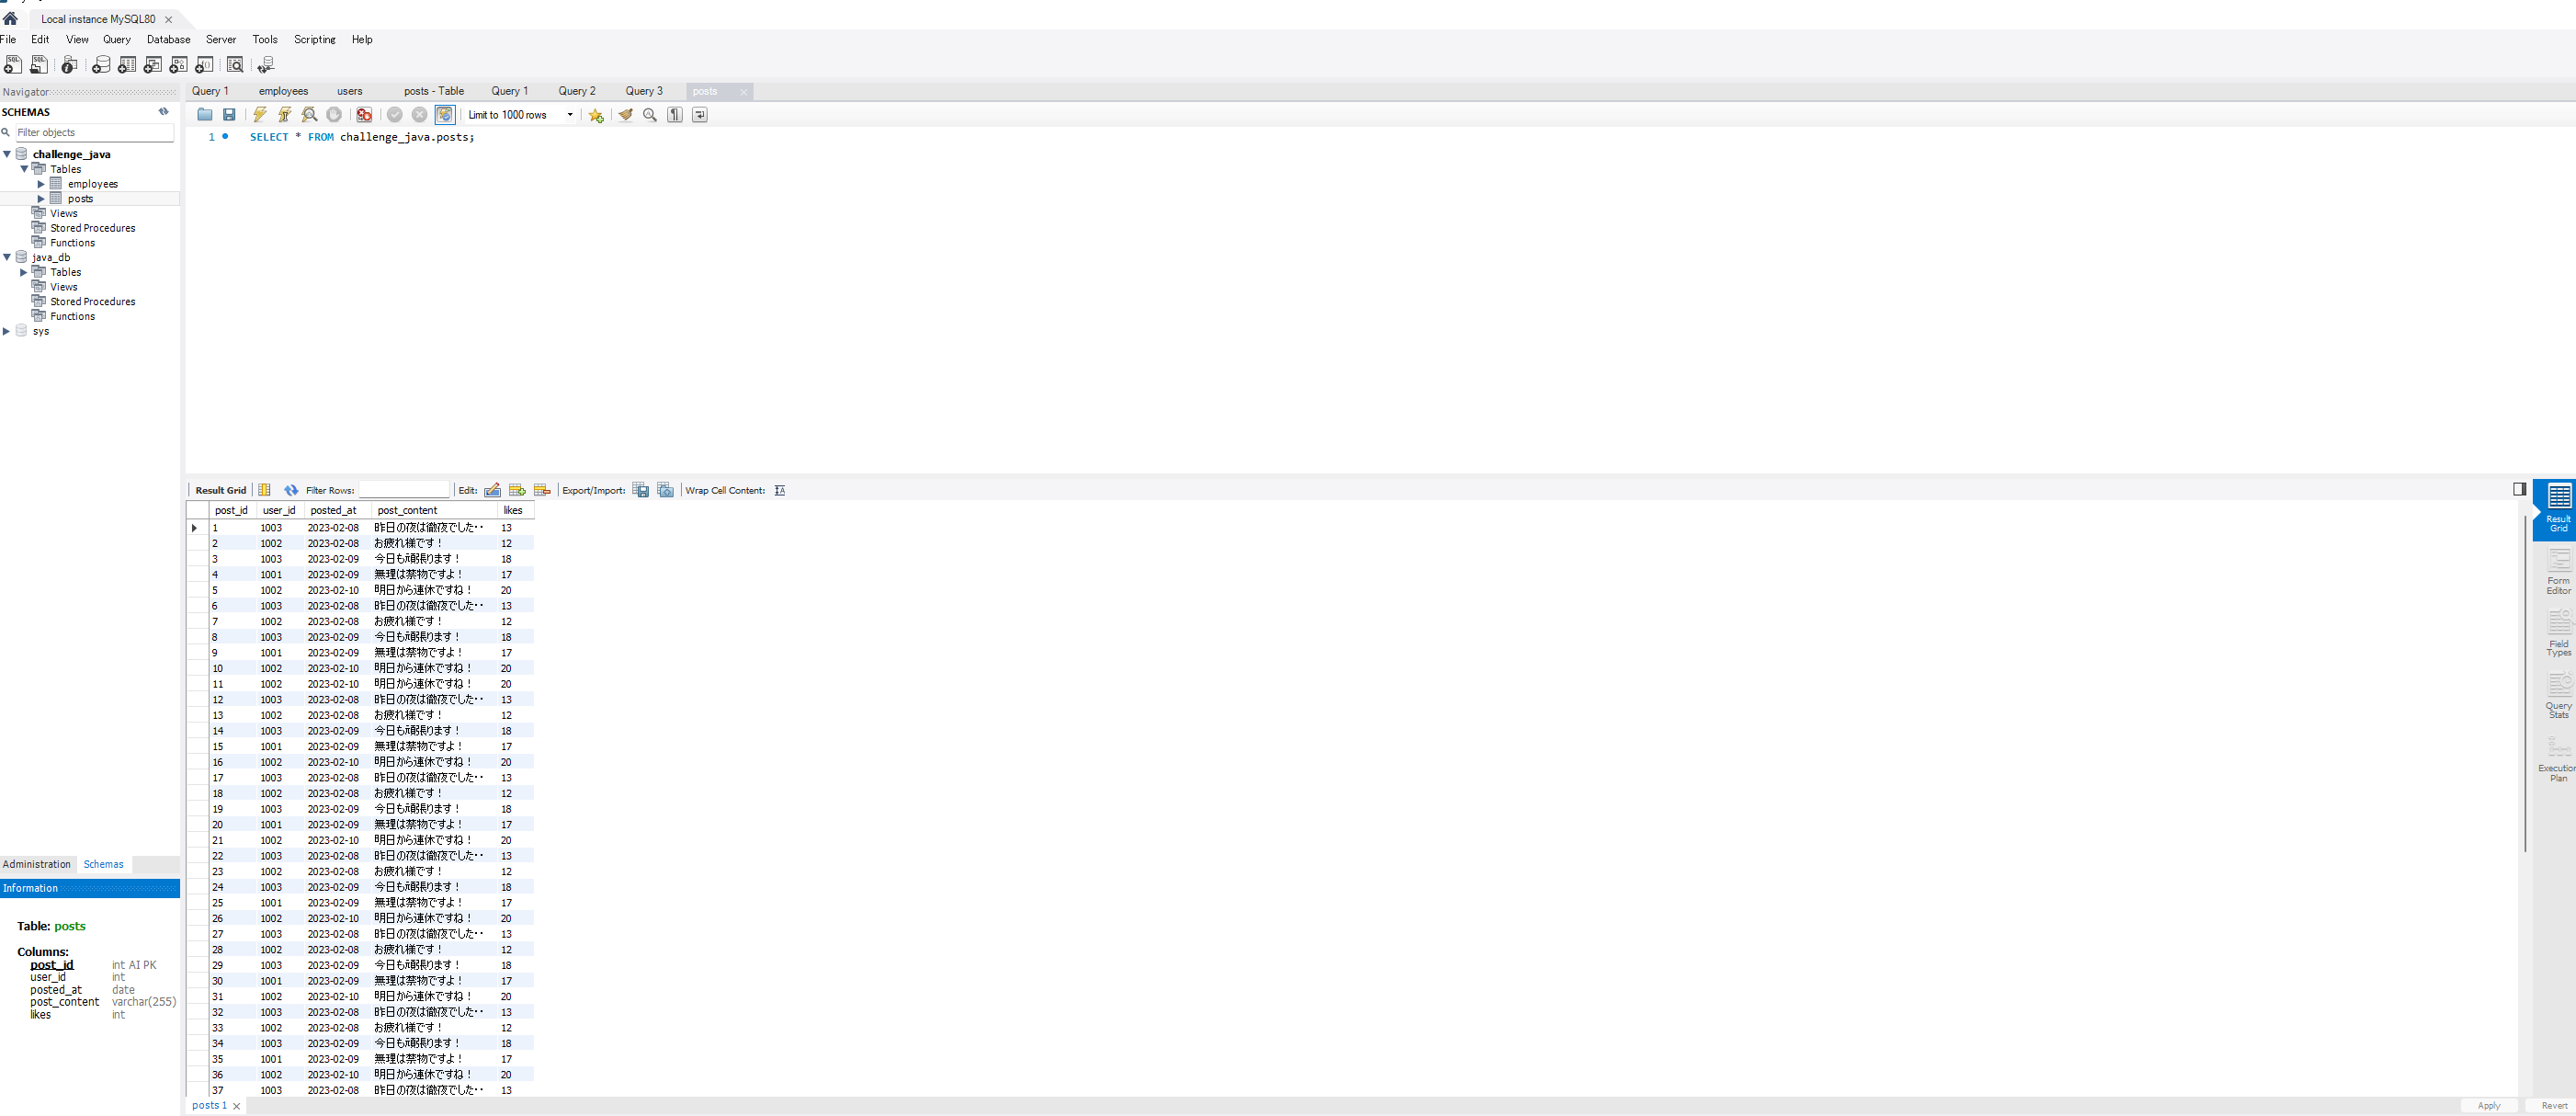 Local instance MySQL80
File Edit View Query Database Server Tools Scripting Help
Navigator
SCHEMAS
Filter objects
challenge_java
Tables
employees
posts
Views
Stored Procedures
Functions
java_db
Tables
Views
Stored Procedures
Functions
sys
Administration Schemas
Information
Table: posts
Columns:
post_id int AI PK
user_id int
posted_at date
post_content varchar(255)
likes int
Query 1 employees users posts - Table Query 1 Query 2 Query 3 posts
Limit to 1000 rows
1 SELECT * FROM challenge_java.posts;
Result Grid Filter Rows: Edit: Export/Import: Wrap Cell Content:
post_id user_id posted_at post_content likes
1 1003 2023-02-08 昨日の夜は徹夜でした・・ 13
2 1002 2023-02-08 お疲れ様です！ 12
3 1003 2023-02-09 今日も頑張ります！ 18
4 1001 2023-02-09 無理は禁物ですよ！ 17
5 1002 2023-02-10 明日から連休ですね！ 20
6 1003 2023-02-08 昨日の夜は徹夜でした・・ 13
7 1002 2023-02-08 お疲れ様です！ 12
8 1003 2023-02-09 今日も頑張ります！ 18
9 1001 2023-02-09 無理は禁物ですよ！ 17
10 1002 2023-02-10 明日から連休ですね！ 20
11 1002 2023-02-10 明日から連休ですね！ 20
12 1003 2023-02-08 昨日の夜は徹夜でした・・ 13
13 1002 2023-02-08 お疲れ様です！ 12
14 1003 2023-02-09 今日も頑張ります！ 18
15 1001 2023-02-09 無理は禁物ですよ！ 17
16 1002 2023-02-10 明日から連休ですね！ 20
17 1003 2023-02-08 昨日の夜は徹夜でした・・ 13
18 1002 2023-02-08 お疲れ様です！ 12
19 1003 2023-02-09 今日も頑張ります！ 18
20 1001 2023-02-09 無理は禁物ですよ！ 17
21 1002 2023-02-10 明日から連休ですね！ 20
22 1003 2023-02-08 昨日の夜は徹夜でした・・ 13
23 1002 2023-02-08 お疲れ様です！ 12
24 1003 2023-02-09 今日も頑張ります！ 18
25 1001 2023-02-09 無理は禁物ですよ！ 17
26 1002 2023-02-10 明日から連休ですね！ 20
27 1003 2023-02-08 昨日の夜は徹夜でした・・ 13
28 1002 2023-02-08 お疲れ様です！ 12
29 1003 2023-02-09 今日も頑張ります！ 18
30 1001 2023-02-09 無理は禁物ですよ！ 17
31 1002 2023-02-10 明日から連休ですね！ 20
32 1003 2023-02-08 昨日の夜は徹夜でした・・ 13
33 1002 2023-02-08 お疲れ様です！ 12
34 1003 2023-02-09 今日も頑張ります！ 18
35 1001 2023-02-09 無理は禁物ですよ！ 17
36 1002 2023-02-10 明日から連休ですね！ 20
37 1003 2023-02-08 昨日の夜は徹夜でした・・ 13
posts 1
Result
Grid
Form
Editor
Field
Types
Query
Stats
Execution
Plan
Apply Revert